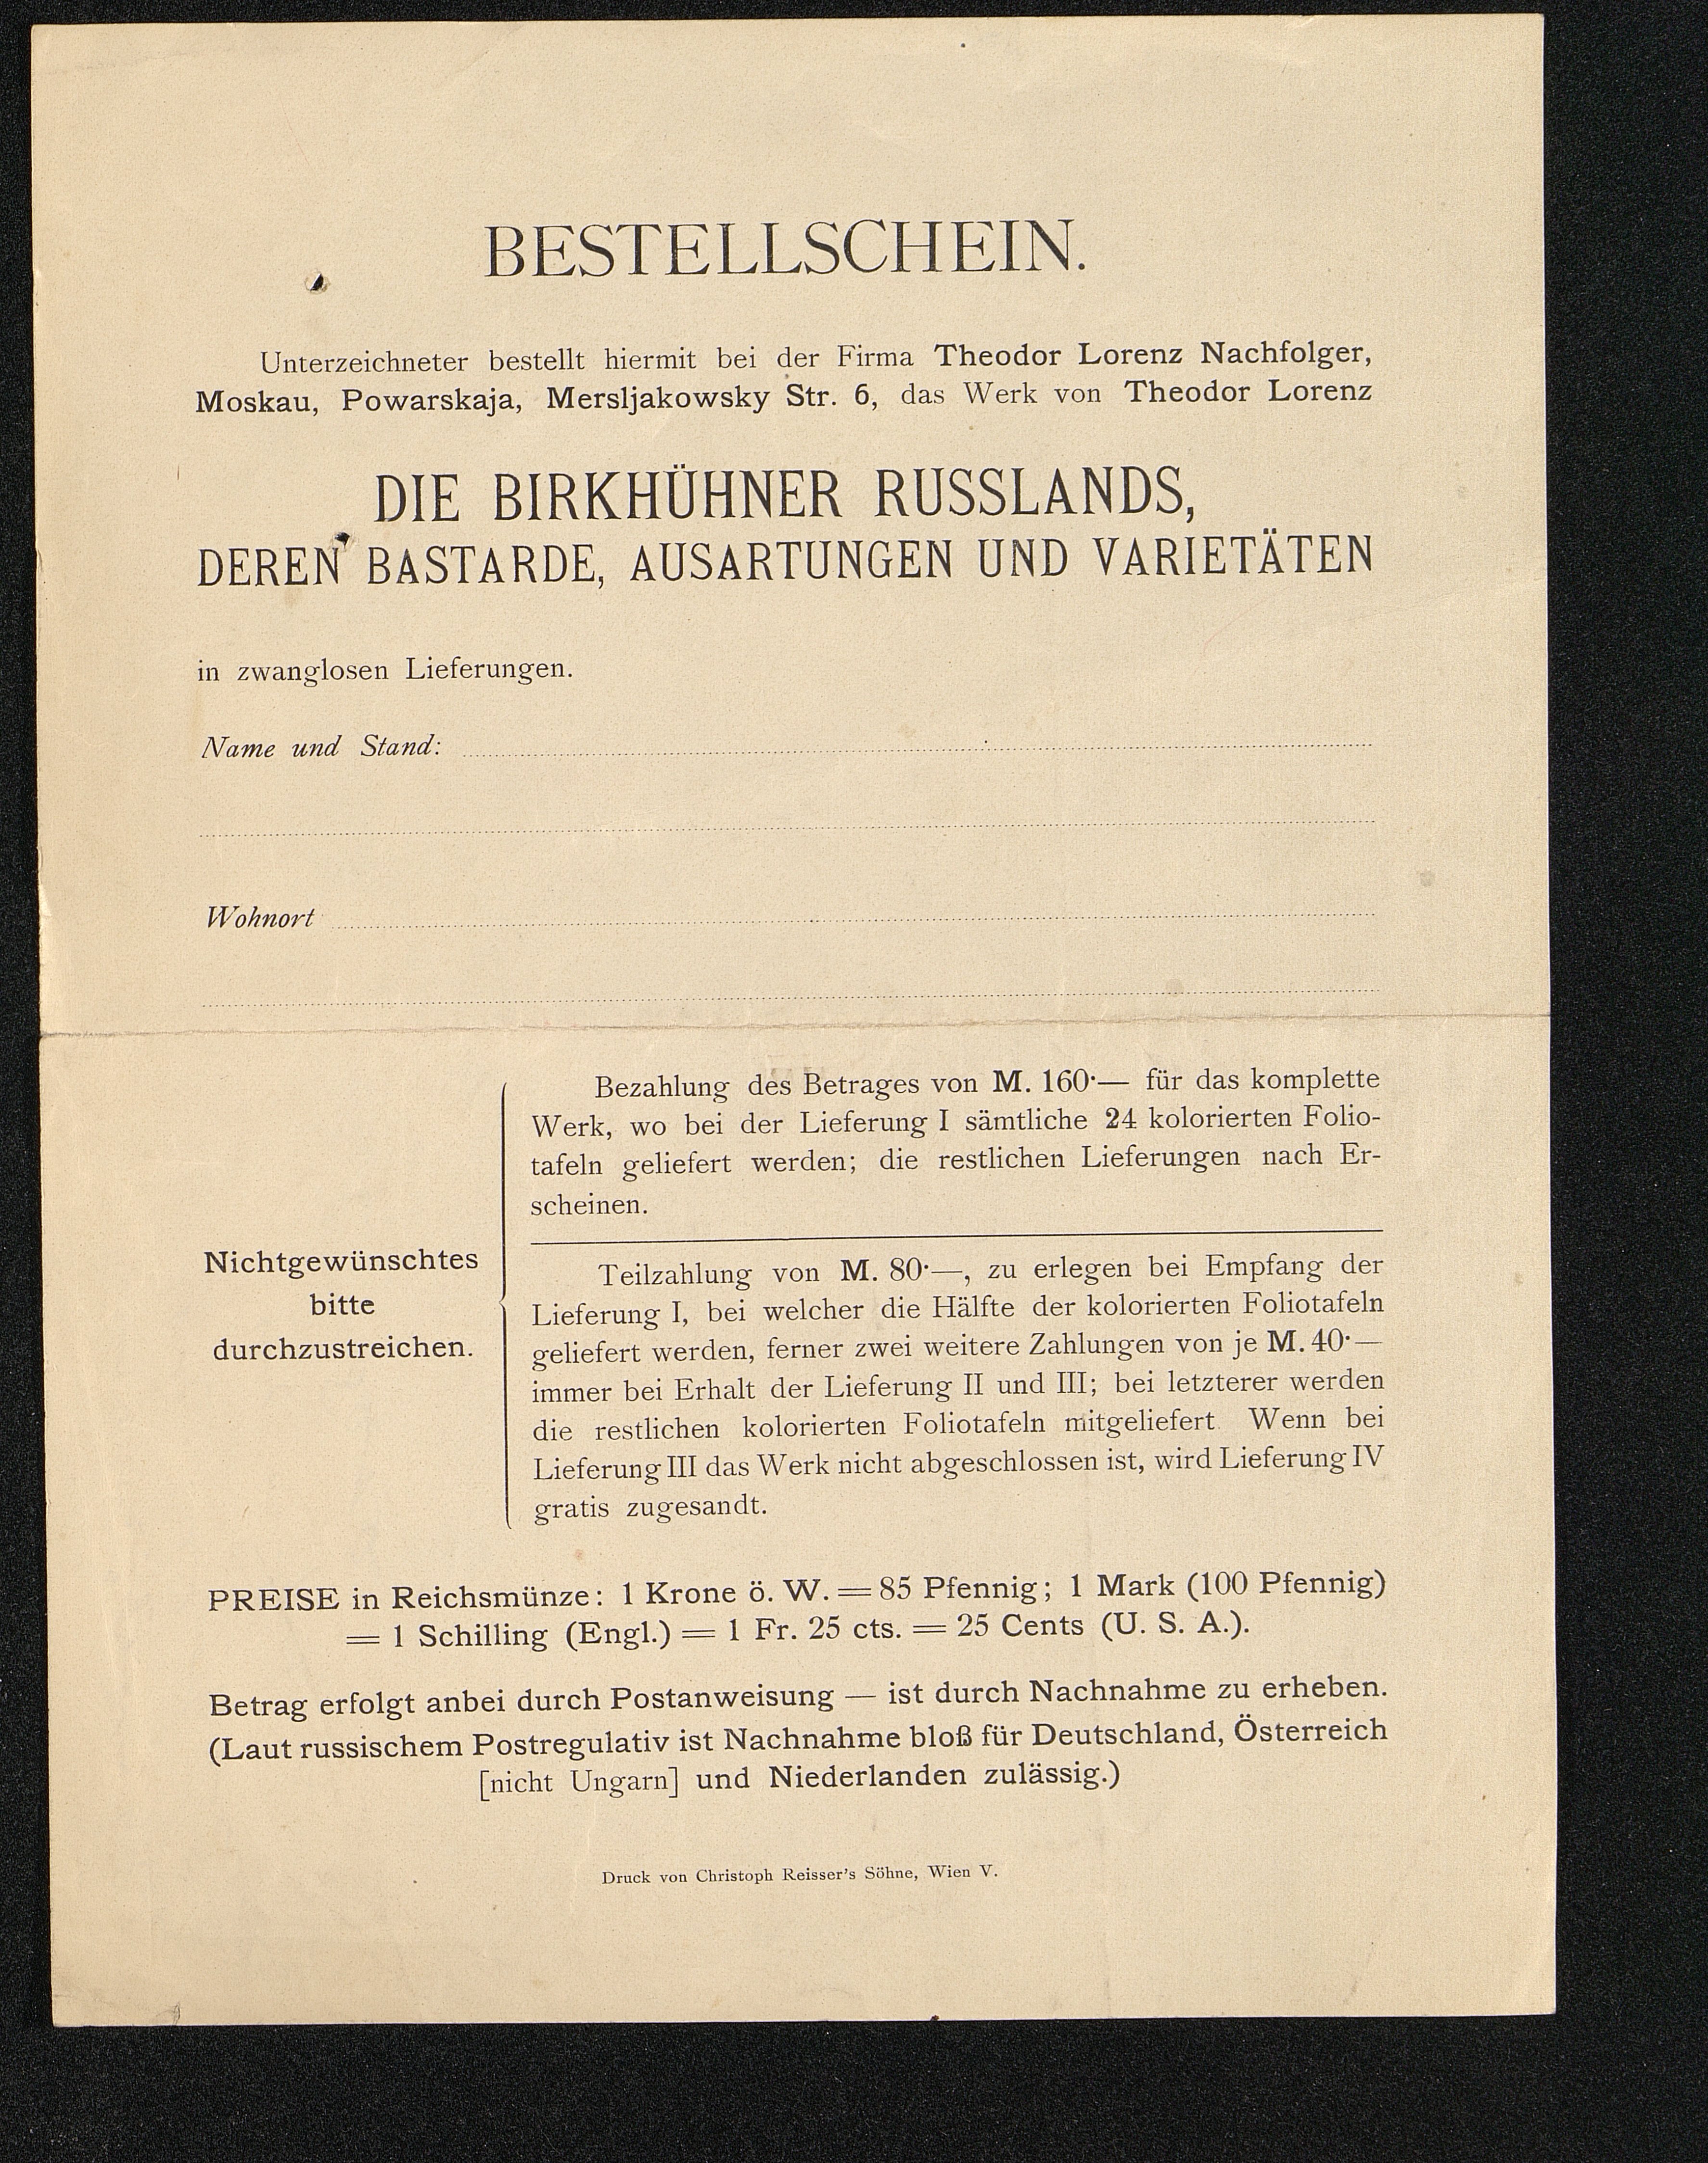 BESTELLSCHEIN.
Unterzeichneter bestellt hiermit bei der Firma Theodor Lorenz Nachfolger,
Moskau, Powarskaja, Mersljakowsky Str. 6, das Werk von Theodor Lorenz
DIE BIRKHÜHNER RUSSLANDS,
DEREN BASTARDE, AUSARTUNGEN UND VARIETÄTEN
in zwanglosen Lieferungen.
Name und Stand:
Wohnort
Nichtgewünschtes
bitte
durchzustreichen.
Bezahlung des Betrages von M. 160·— für das komplette
Werk, wo bei der Lieferung I sämtliche 24 kolorierten Folio-
tafeln geliefert werden; die restlichen Lieferungen nach Er-
scheinen.
Teilzahlung von M. 80·—, zu erlegen bei Empfang der
Lieferung I, bei welcher die Hälfte der kolorierten Foliotafeln
geliefert werden, ferner zwei weitere Zahlungen von je M. 40·—
immer bei Erhalt der Lieferung II und III; bei letzterer werden
die restlichen kolorierten Foliotafeln mitgeliefert. Wenn bei
Lieferung III das Werk nicht abgeschlossen ist, wird Lieferung IV
gratis zugesandt.
PREISE in Reichsmünze: 1 Krone ö. W. = 85 Pfennig; 1 Mark (100 Pfennig)
= 1 Schilling (Engl.) = 1 Fr. 25 cts. = 25 Cents (U. S. A.).
Betrag erfolgt anbei durch Postanweisung — ist durch Nachnahme zu erheben.
(Laut russischem Postregulativ ist Nachnahme bloß für Deutschland, Österreich
[nicht Ungarn] und Niederlanden zulässig.)
Druck von Christoph Reisser's Söhne, Wien V.